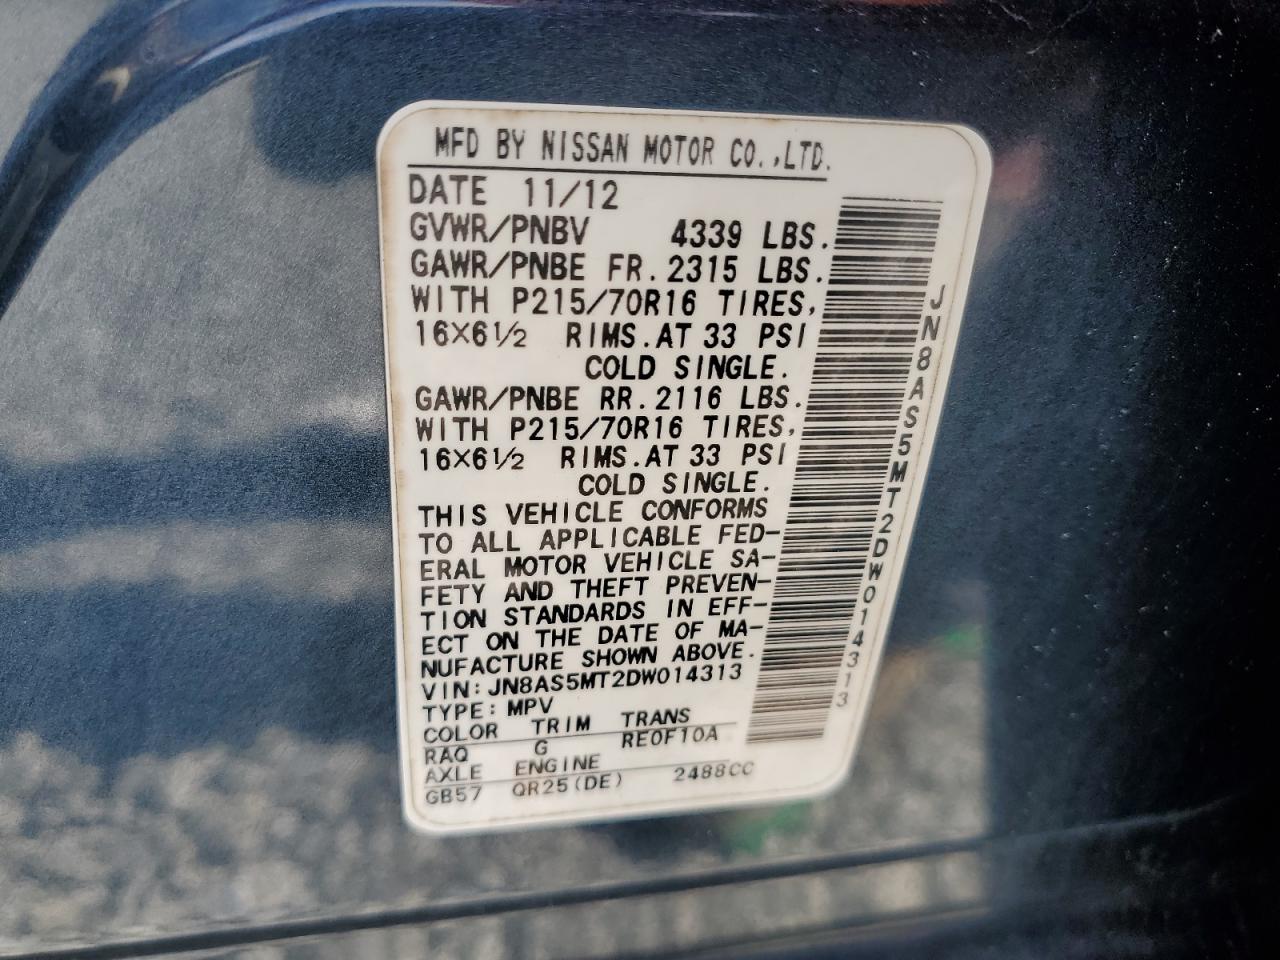 MFD BY NISSAN MOTOR CO.,LTD.
DATE 11/12
GVWR/PNBV 4339 LBS.
GAWR/PNBE FR. 2315 LBS.
WITH P215/70R16 TIRES,
16X6½ RIMS. AT 33 PSI
COLD SINGLE.
GAWR/PNBE RR. 2116 LBS.
WITH P215/70R16 TIRES,
16X6½ RIMS. AT 33 PSI
COLD SINGLE.
THIS VEHICLE CONFORMS
TO ALL APPLICABLE FED-
ERAL MOTOR VEHICLE SA-
FETY AND THEFT PREVEN-
TION STANDARDS IN EFF-
ECT ON THE DATE OF MA-
NUFACTURE SHOWN ABOVE.
VIN: JN8AS5MT2DW014313
TYPE: MPV
COLOR TRIM TRANS
RAQ G RE0F10A
AXLE ENGINE
GB57 QR25(DE) 2488CC
JN8AS5MT2DW014313